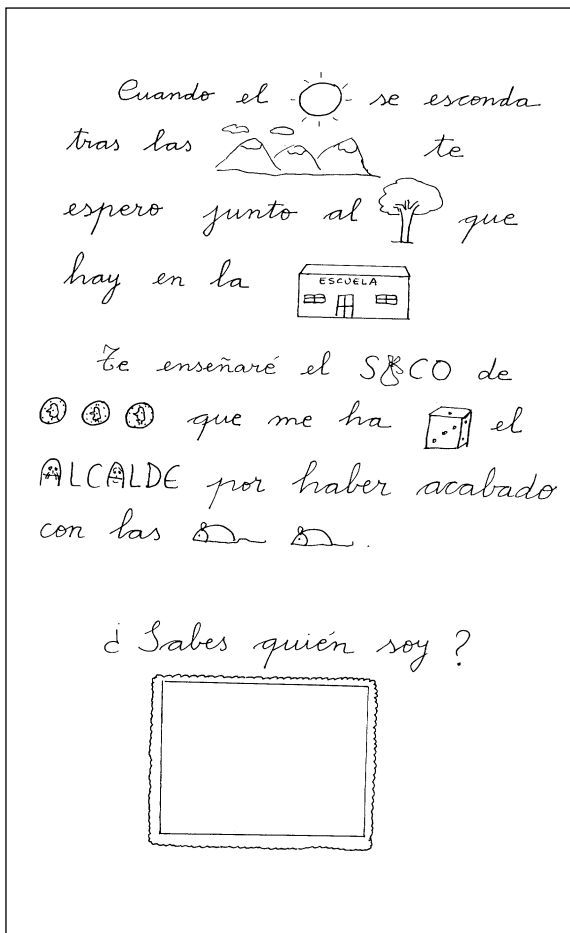 Cuando el se esconda
tras las te
espero junto al que
hay en la ESCUELA
Te enseñaré el SACO de
que me ha el
ALCALDE por haber acabado
con las .
¿Sabes quién soy?